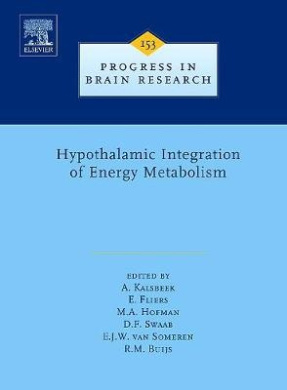 ELSEVIER
153
PROGRESS IN
BRAIN RESEARCH
Hypothalamic Integration
of Energy Metabolism
EDITED BY
A. KALSBEEK
E. FLIERS
M.A. HOFMAN
D.F. SWAAB
E.J.W. VAN SOMEREN
R.M. BUIJS